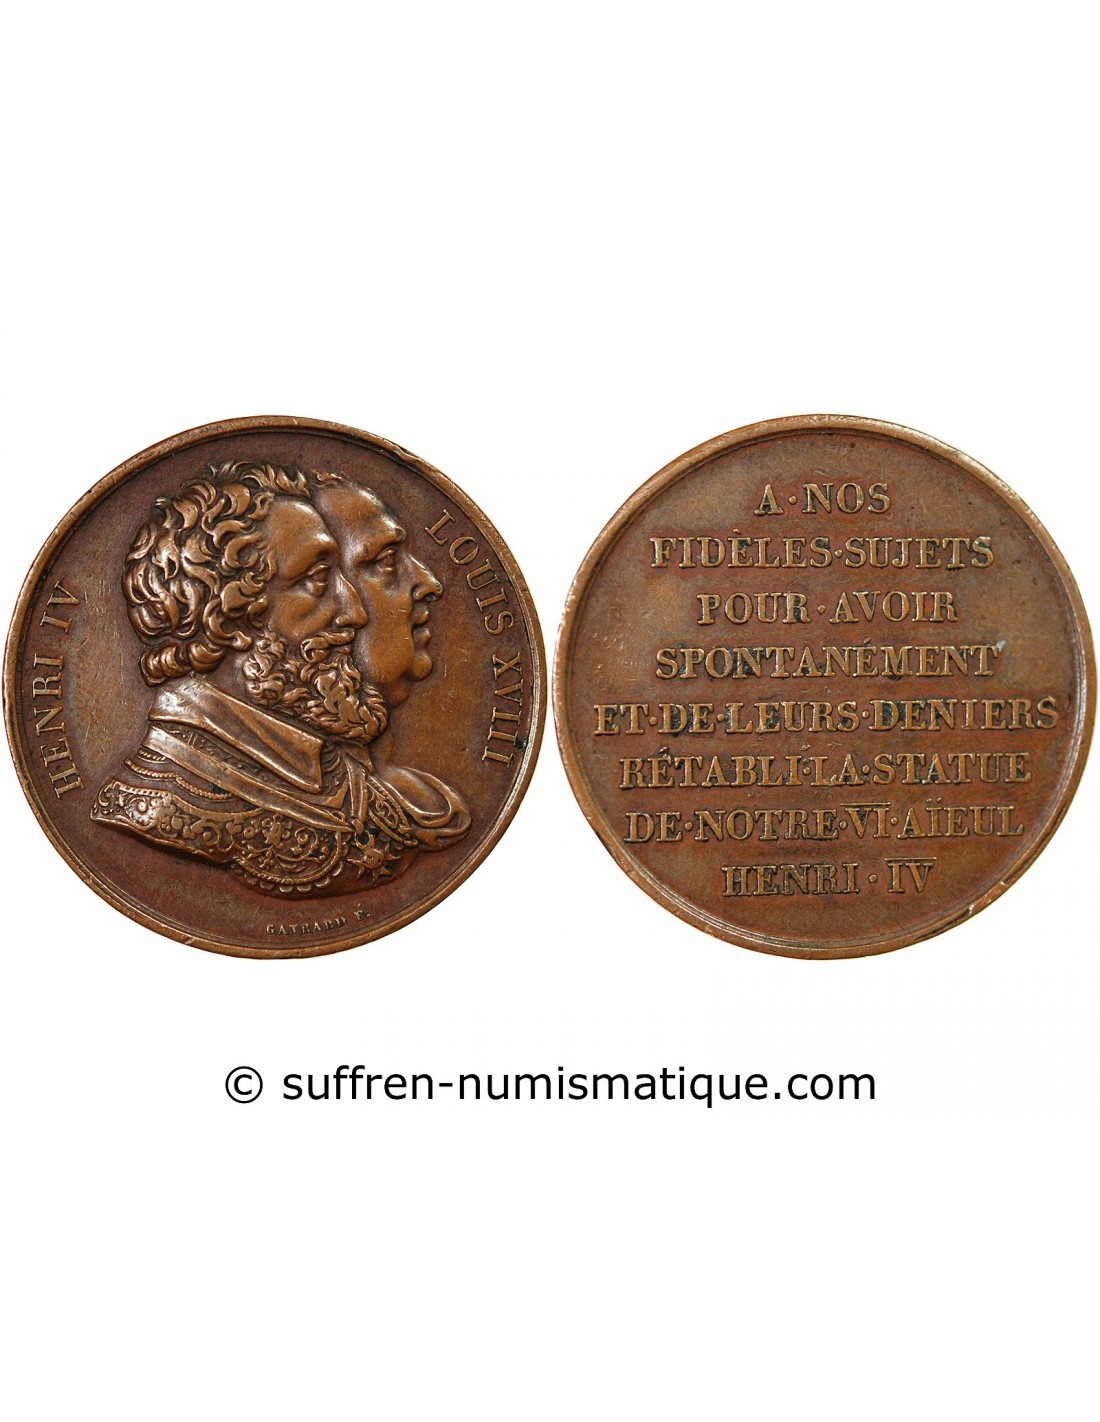 HENRI IV
LOUIS XVIII
GAYRARD F.
A·NOS
FIDÈLES·SUJETS
POUR·AVOIR
SPONTANÉMENT
ET·DE·LEURS·DENIERS
RÉTABLI·LA·STATUE
DE·NOTRE·VI·AÏEUL
HENRI·IV
© suffren-numismatique.com